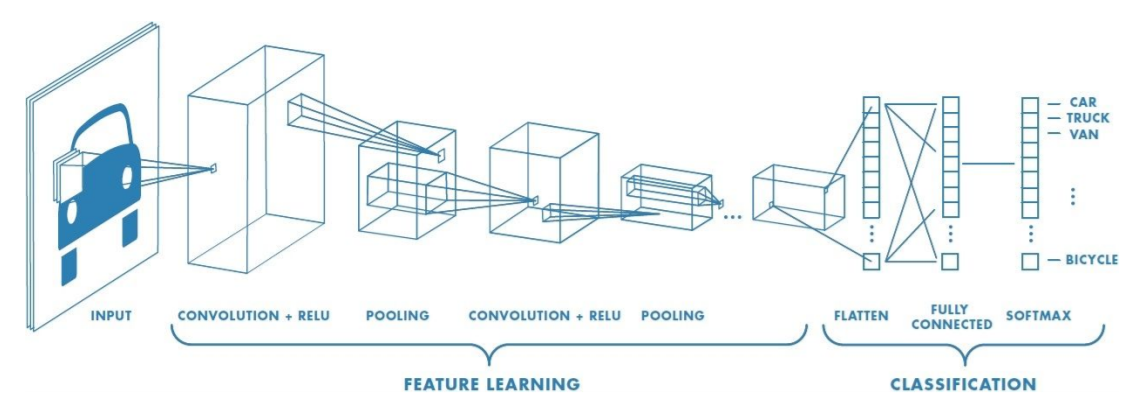 CAR
TRUCK
VAN
BICYCLE
INPUT
CONVOLUTION + RELU
POOLING
CONVOLUTION + RELU
POOLING
FLATTEN
FULLY
CONNECTED
SOFTMAX
FEATURE LEARNING
CLASSIFICATION